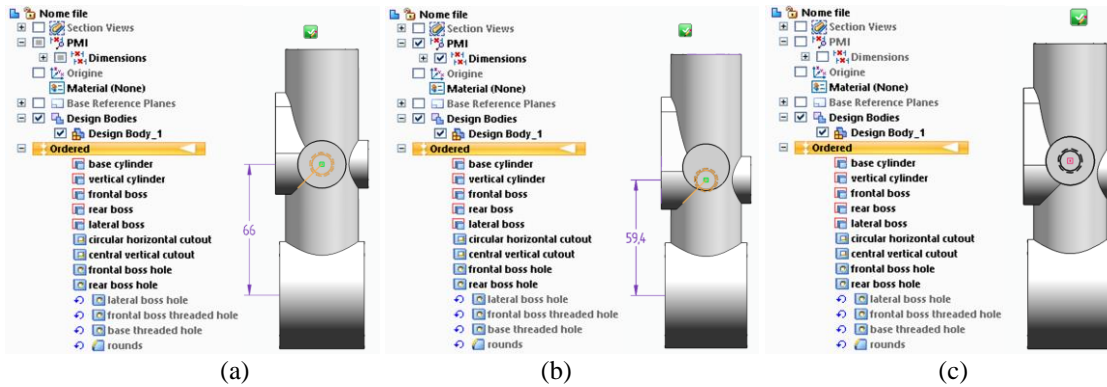 Nome file
Section Views
PMI
Dimensions
Origine
Material (None)
Base Reference Planes
Design Bodies
Design Body_1
Ordered
base cylinder
vertical cylinder
frontal boss
rear boss
lateral boss
circular horizontal cutout
central vertical cutout
frontal boss hole
rear boss hole
lateral boss hole
frontal boss threaded hole
base threaded hole
rounds
66
(a)
Nome file
Section Views
PMI
Dimensions
Origine
Material (None)
Base Reference Planes
Design Bodies
Design Body_1
Ordered
base cylinder
vertical cylinder
frontal boss
rear boss
lateral boss
circular horizontal cutout
central vertical cutout
frontal boss hole
rear boss hole
lateral boss hole
frontal boss threaded hole
base threaded hole
rounds
59,4
(b)
Nome file
Section Views
PMI
Dimensions
Origine
Material (None)
Base Reference Planes
Design Bodies
Design Body_1
Ordered
base cylinder
vertical cylinder
frontal boss
rear boss
lateral boss
circular horizontal cutout
central vertical cutout
frontal boss hole
rear boss hole
lateral boss hole
frontal boss threaded hole
base threaded hole
rounds
(c)